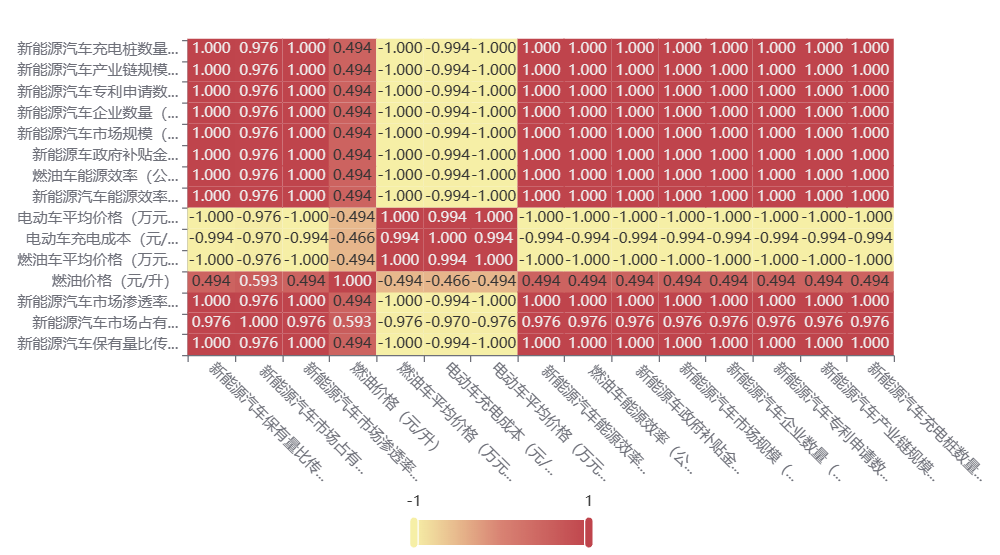 新能源汽车充电桩数量... 1.000 0.976 1.000 0.494 -1.000 -0.994 -1.000 1.000 1.000 1.000 1.000 1.000 1.000 1.000 1.000
新能源汽车产业链规模... 1.000 0.976 1.000 0.494 -1.000 -0.994 -1.000 1.000 1.000 1.000 1.000 1.000 1.000 1.000 1.000
新能源汽车专利申请数... 1.000 0.976 1.000 0.494 -1.000 -0.994 -1.000 1.000 1.000 1.000 1.000 1.000 1.000 1.000 1.000
新能源汽车企业数量（... 1.000 0.976 1.000 0.494 -1.000 -0.994 -1.000 1.000 1.000 1.000 1.000 1.000 1.000 1.000 1.000
新能源汽车市场规模（... 1.000 0.976 1.000 0.494 -1.000 -0.994 -1.000 1.000 1.000 1.000 1.000 1.000 1.000 1.000 1.000
新能源车政府补贴金... 1.000 0.976 1.000 0.494 -1.000 -0.994 -1.000 1.000 1.000 1.000 1.000 1.000 1.000 1.000 1.000
燃油车能源效率（公... 1.000 0.976 1.000 0.494 -1.000 -0.994 -1.000 1.000 1.000 1.000 1.000 1.000 1.000 1.000 1.000
新能源汽车能源效率... 1.000 0.976 1.000 0.494 -1.000 -0.994 -1.000 1.000 1.000 1.000 1.000 1.000 1.000 1.000 1.000
电动车平均价格（万元... -1.000 -0.976 -1.000 -0.494 1.000 0.994 1.000 -1.000 -1.000 -1.000 -1.000 -1.000 -1.000 -1.000 -1.000
电动车充电成本（元/... -0.994 -0.970 -0.994 -0.466 0.994 1.000 0.994 -0.994 -0.994 -0.994 -0.994 -0.994 -0.994 -0.994 -0.994
燃油车平均价格（万元... -1.000 -0.976 -1.000 -0.494 1.000 0.994 1.000 -1.000 -1.000 -1.000 -1.000 -1.000 -1.000 -1.000 -1.000
燃油价格（元/升） 0.494 0.593 0.494 1.000 -0.494 -0.466 -0.494 0.494 0.494 0.494 0.494 0.494 0.494 0.494 0.494
新能源汽车市场渗透率... 1.000 0.976 1.000 0.494 -1.000 -0.994 -1.000 1.000 1.000 1.000 1.000 1.000 1.000 1.000 1.000
新能源汽车市场占有... 0.976 1.000 0.976 0.593 -0.976 -0.970 -0.976 0.976 0.976 0.976 0.976 0.976 0.976 0.976 0.976
新能源汽车保有量比传... 1.000 0.976 1.000 0.494 -1.000 -0.994 -1.000 1.000 1.000 1.000 1.000 1.000 1.000 1.000 1.000
新能源汽车保有量比传...
新能源汽车市场占有...
新能源汽车市场渗透率...
燃油价格（元/升）
燃油车平均价格（万元...
电动车充电成本（元/...
电动车平均价格（万元...
新能源汽车能源效率...
燃油车能源效率（公...
新能源车政府补贴金...
新能源汽车市场规模（...
新能源汽车企业数量（...
新能源汽车专利申请数...
新能源汽车产业链规模...
新能源汽车充电桩数量...
-1 1